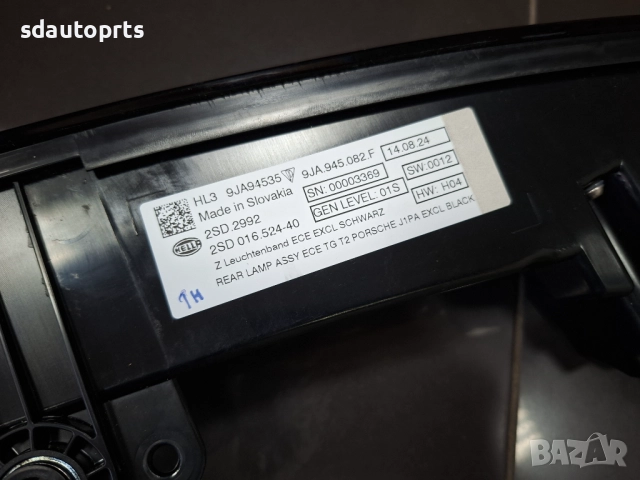 sdautoprts
HL3 9JA94535 9JA.945.082.F 14.08.24
Made in Slovakia SN: 00003369 SW:0012
2SD.2992 GEN LEVEL: 01S HW: H04
HELLA 2SD 016.524-40
Z Leuchtenband ECE EXCL SCHWARZ
REAR LAMP ASSY ECE TG T2 PORSCHE J1PA EXCL BLACK
TH
BAZAR
bazar.bg